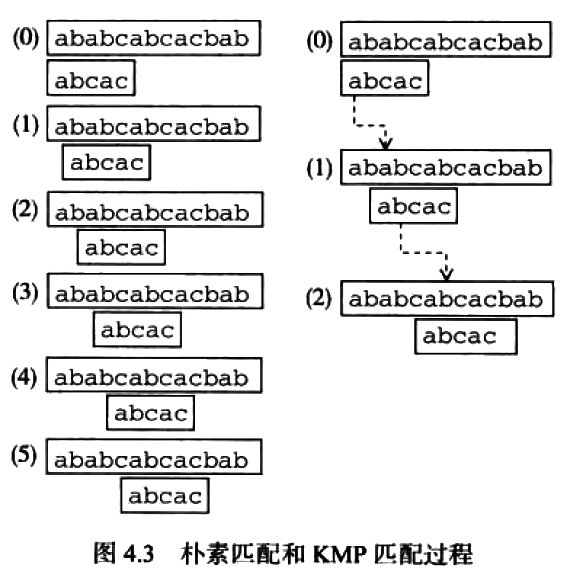 (0) ababcabcacbab
abcac
(1) ababcabcacbab
abcac
(2) ababcabcacbab
abcac
(3) ababcabcacbab
abcac
(4) ababcabcacbab
abcac
(5) ababcabcacbab
abcac
(0) ababcabcacbab
abcac
(1) ababcabcacbab
abcac
(2) ababcabcacbab
abcac
图 4.3 朴素匹配和 KMP 匹配过程